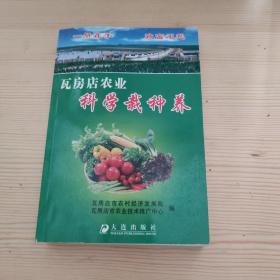 瓦房店农业
科学栽种养
瓦房店市农村经济发展局
瓦房店市农业技术推广中心 编
大连出版社